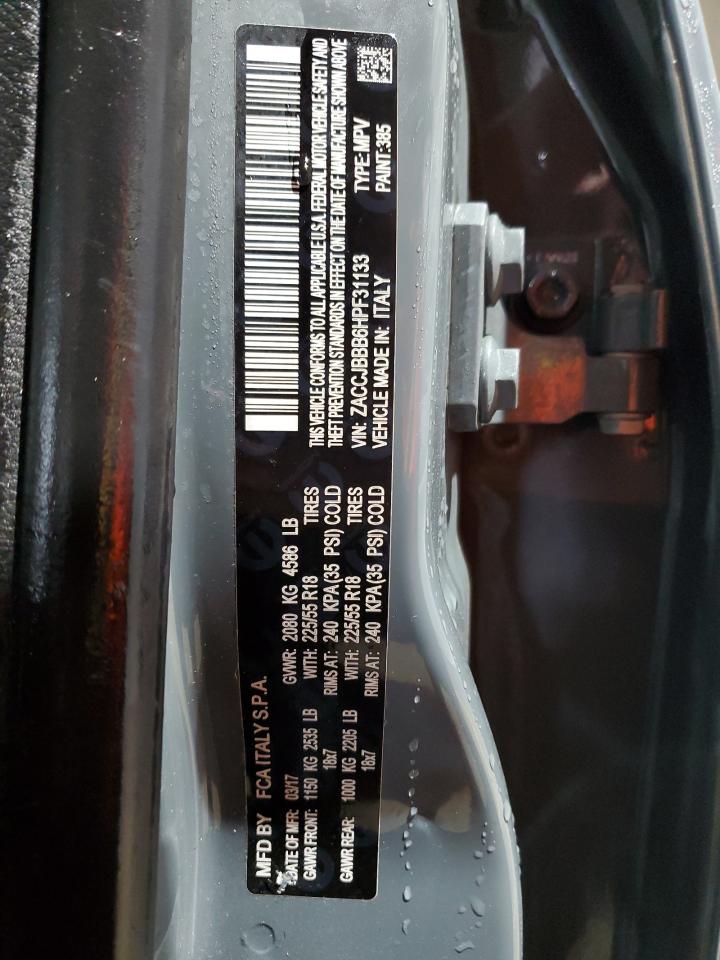 MFD BY FCA ITALY S.P.A.
DATE OF MFR: 03/17 GVWR: 2080 KG 4586 LB
GAWR FRONT: 1150 KG 2535 LB WITH: 225/55 R18 TIRES
18x7 RIMS AT: 240 KPA(35 PSI) COLD
GAWR REAR: 1000 KG 2205 LB WITH: 225/55 R18 TIRES
18x7 RIMS AT: 240 KPA(35 PSI) COLD
THIS VEHICLE CONFORMS TO ALL APPLICABLE U.S.A. FEDERAL MOTOR VEHICLE SAFETY AND
THEFT PREVENTION STANDARDS IN EFFECT ON THE DATE OF MANUFACTURE SHOWN ABOVE
VIN: ZACCJBBB6HPF31133 TYPE:MPV
VEHICLE MADE IN: ITALY PAINT:385